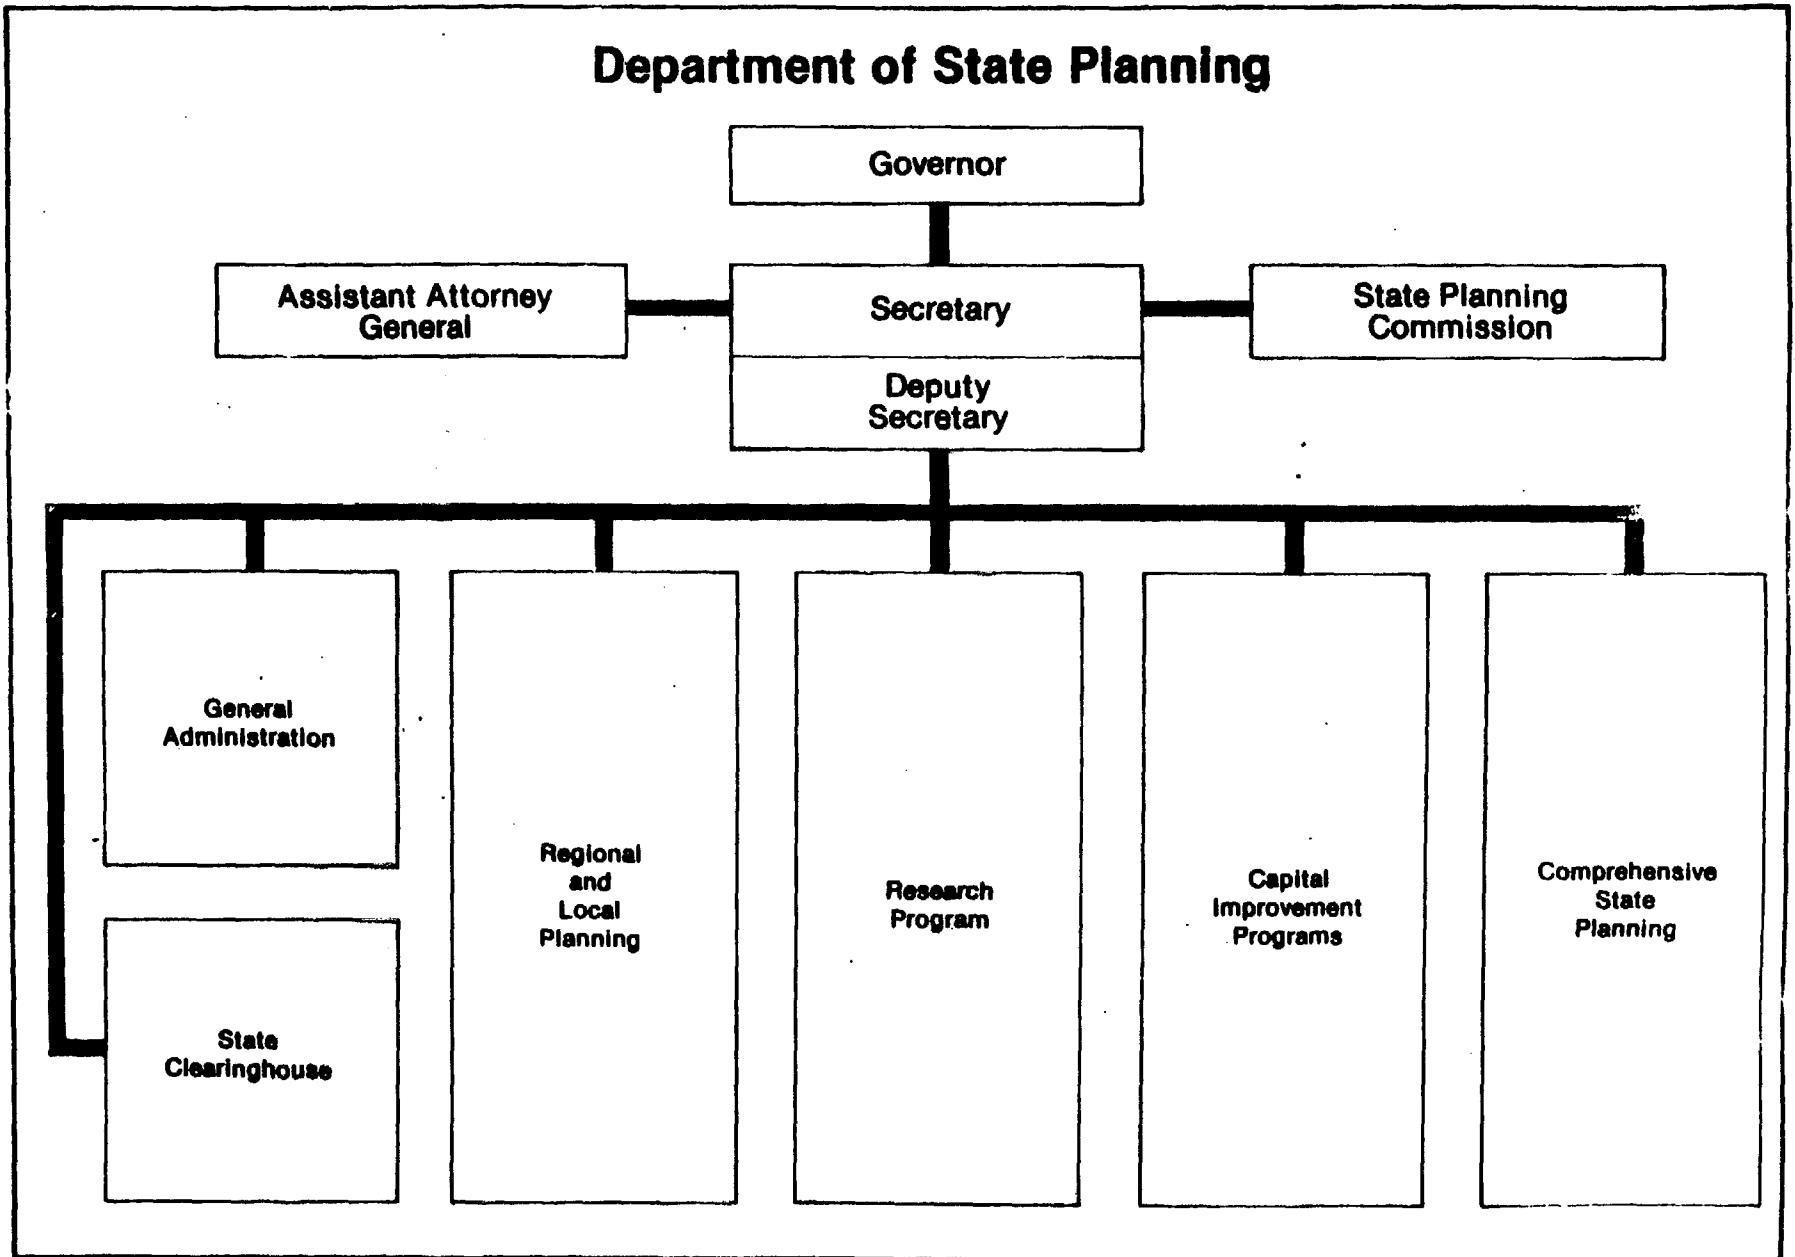 Department of State Planning
Governor
Assistant Attorney
General
Secretary
State Planning
Commission
Deputy
Secretary
General
Administration
State
Clearinghouse
Regional
and
Local
Planning
Research
Program
Capital
Improvement
Programs
Comprehensive
State
Planning